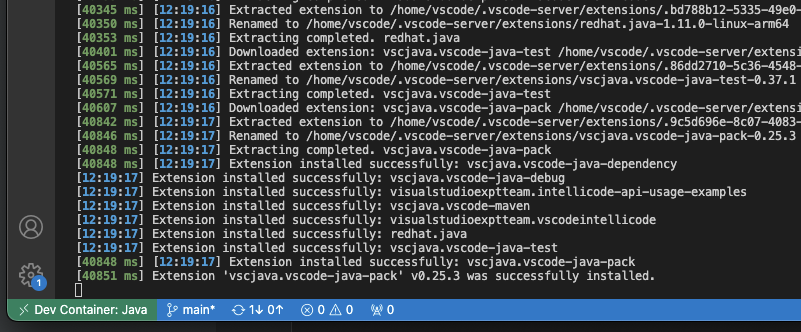 [40345 ms] [12:19:16] Extracted extension to /home/vscode/.vscode-server/extensions/.bd788b12-5335-49e0-
[40350 ms] [12:19:16] Renamed to /home/vscode/.vscode-server/extensions/redhat.java-1.11.0-linux-arm64
[40353 ms] [12:19:16] Extracting completed. redhat.java
[40401 ms] [12:19:16] Downloaded extension: vscjava.vscode-java-test /home/vscode/.vscode-server/extensi
[40565 ms] [12:19:16] Extracted extension to /home/vscode/.vscode-server/extensions/.86dd2710-5c36-4548-
[40569 ms] [12:19:16] Renamed to /home/vscode/.vscode-server/extensions/vscjava.vscode-java-test-0.37.1
[40571 ms] [12:19:16] Extracting completed. vscjava.vscode-java-test
[40607 ms] [12:19:16] Downloaded extension: vscjava.vscode-java-pack /home/vscode/.vscode-server/extensi
[40842 ms] [12:19:17] Extracted extension to /home/vscode/.vscode-server/extensions/.9c5d696e-8c07-4083-
[40846 ms] [12:19:17] Renamed to /home/vscode/.vscode-server/extensions/vscjava.vscode-java-pack-0.25.3
[40848 ms] [12:19:17] Extracting completed. vscjava.vscode-java-pack
[40848 ms] [12:19:17] Extension installed successfully: vscjava.vscode-java-dependency
[12:19:17] Extension installed successfully: vscjava.vscode-java-debug
[12:19:17] Extension installed successfully: visualstudioexptteam.intellicode-api-usage-examples
[12:19:17] Extension installed successfully: vscjava.vscode-maven
[12:19:17] Extension installed successfully: visualstudioexptteam.vscodeintellicode
[12:19:17] Extension installed successfully: redhat.java
[12:19:17] Extension installed successfully: vscjava.vscode-java-test
[40848 ms] [12:19:17] Extension installed successfully: vscjava.vscode-java-pack
[40851 ms] Extension 'vscjava.vscode-java-pack' v0.25.3 was successfully installed.
1
Dev Container: Java main* 1↓ 0↑ 0 0 0